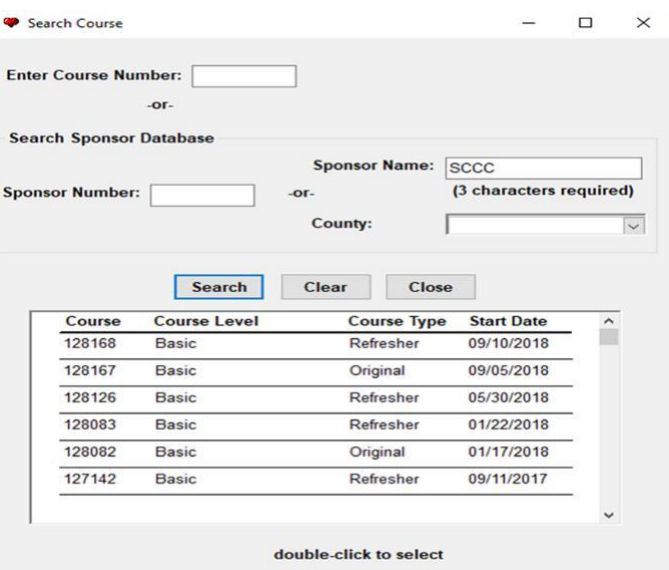 Search Course
Enter Course Number:
-or-
Search Sponsor Database
Sponsor Name: SCCC
Sponsor Number: -or- (3 characters required)
County:
Search Clear Close
Course Course Level Course Type Start Date
128168 Basic Refresher 09/10/2018
128167 Basic Original 09/05/2018
128126 Basic Refresher 05/30/2018
128083 Basic Refresher 01/22/2018
128082 Basic Original 01/17/2018
127142 Basic Refresher 09/11/2017
double-click to select